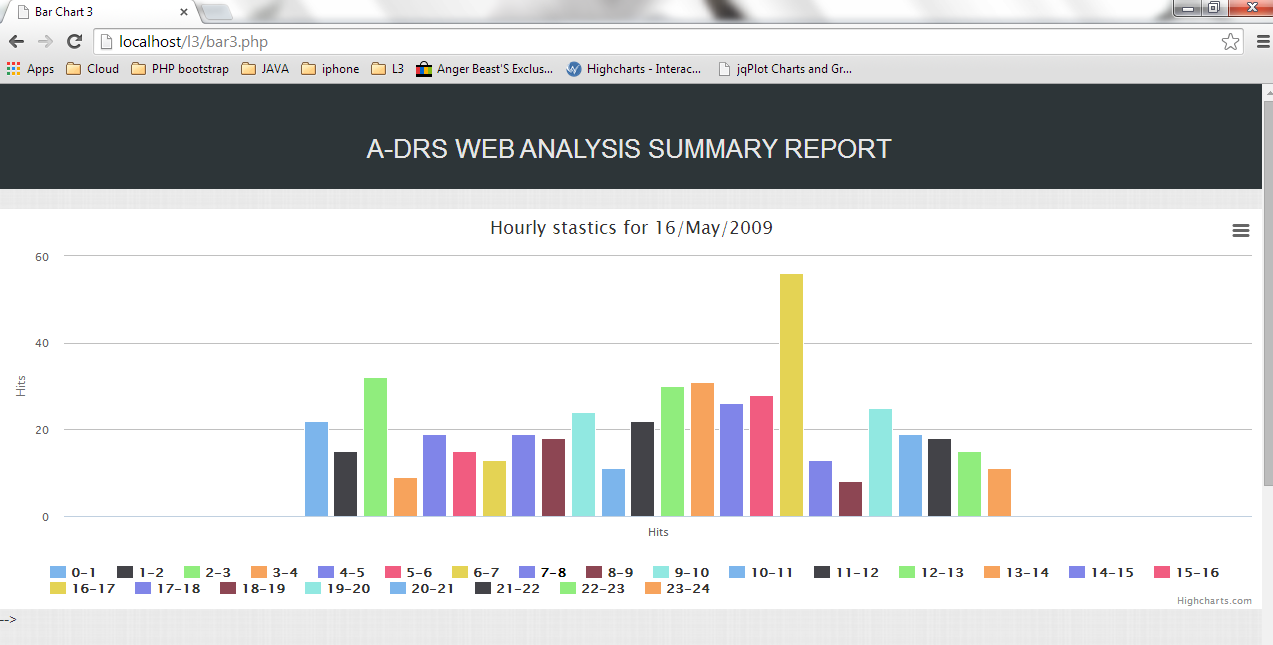 Bar Chart 3
localhost/l3/bar3.php
Apps Cloud PHP bootstrap JAVA iphone L3 Anger Beast'S Exclus... Highcharts - Interac... jqPlot Charts and Gr...
A-DRS WEB ANALYSIS SUMMARY REPORT
Hourly stastics for 16/May/2009
60
40
Hits
20
0
Hits
0-1 1-2 2-3 3-4 4-5 5-6 6-7 7-8 8-9 9-10 10-11 11-12 12-13 13-14 14-15 15-16
16-17 17-18 18-19 19-20 20-21 21-22 22-23 23-24
Highcharts.com
-->